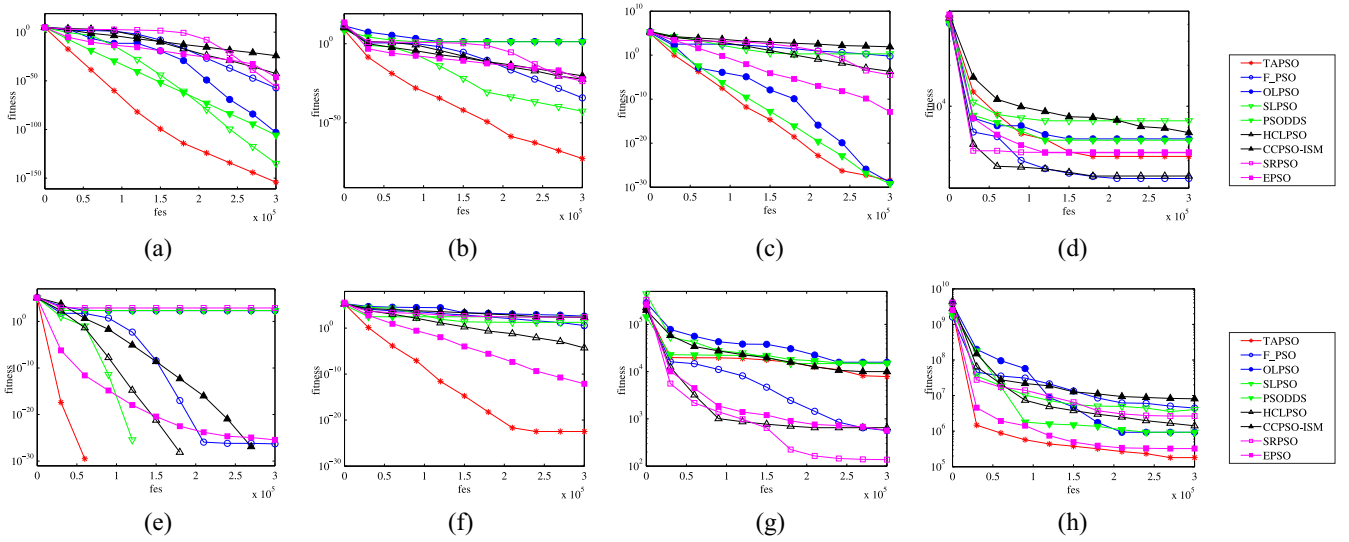 10^0
10^-50
10^-100
10^-150
fitness
0 0.5 1 1.5 2 2.5 3
fes
x 10^5
(a)
10^0
10^-50
fitness
0 0.5 1 1.5 2 2.5 3
fes
x 10^5
(b)
10^10
10^0
10^-10
10^-20
10^-30
fitness
0 0.5 1 1.5 2 2.5 3
fes
x 10^5
(c)
10^4
fitness
0 0.5 1 1.5 2 2.5 3
fes
x 10^5
(d)
TAPSO
F_PSO
OLPSO
SLPSO
PSODDS
HCLPSO
CCPSO-ISM
SRPSO
EPSO
10^0
10^-10
10^-20
10^-30
fitness
0 0.5 1 1.5 2 2.5 3
fes
x 10^5
(e)
10^0
10^-10
10^-20
10^-30
fitness
0 0.5 1 1.5 2 2.5 3
fes
x 10^5
(f)
10^5
10^4
10^3
10^2
fitness
0 0.5 1 1.5 2 2.5 3
fes
x 10^5
(g)
10^10
10^9
10^8
10^7
10^6
10^5
fitness
0 0.5 1 1.5 2 2.5 3
fes
x 10^5
(h)
TAPSO
F_PSO
OLPSO
SLPSO
PSODDS
HCLPSO
CCPSO-ISM
SRPSO
EPSO